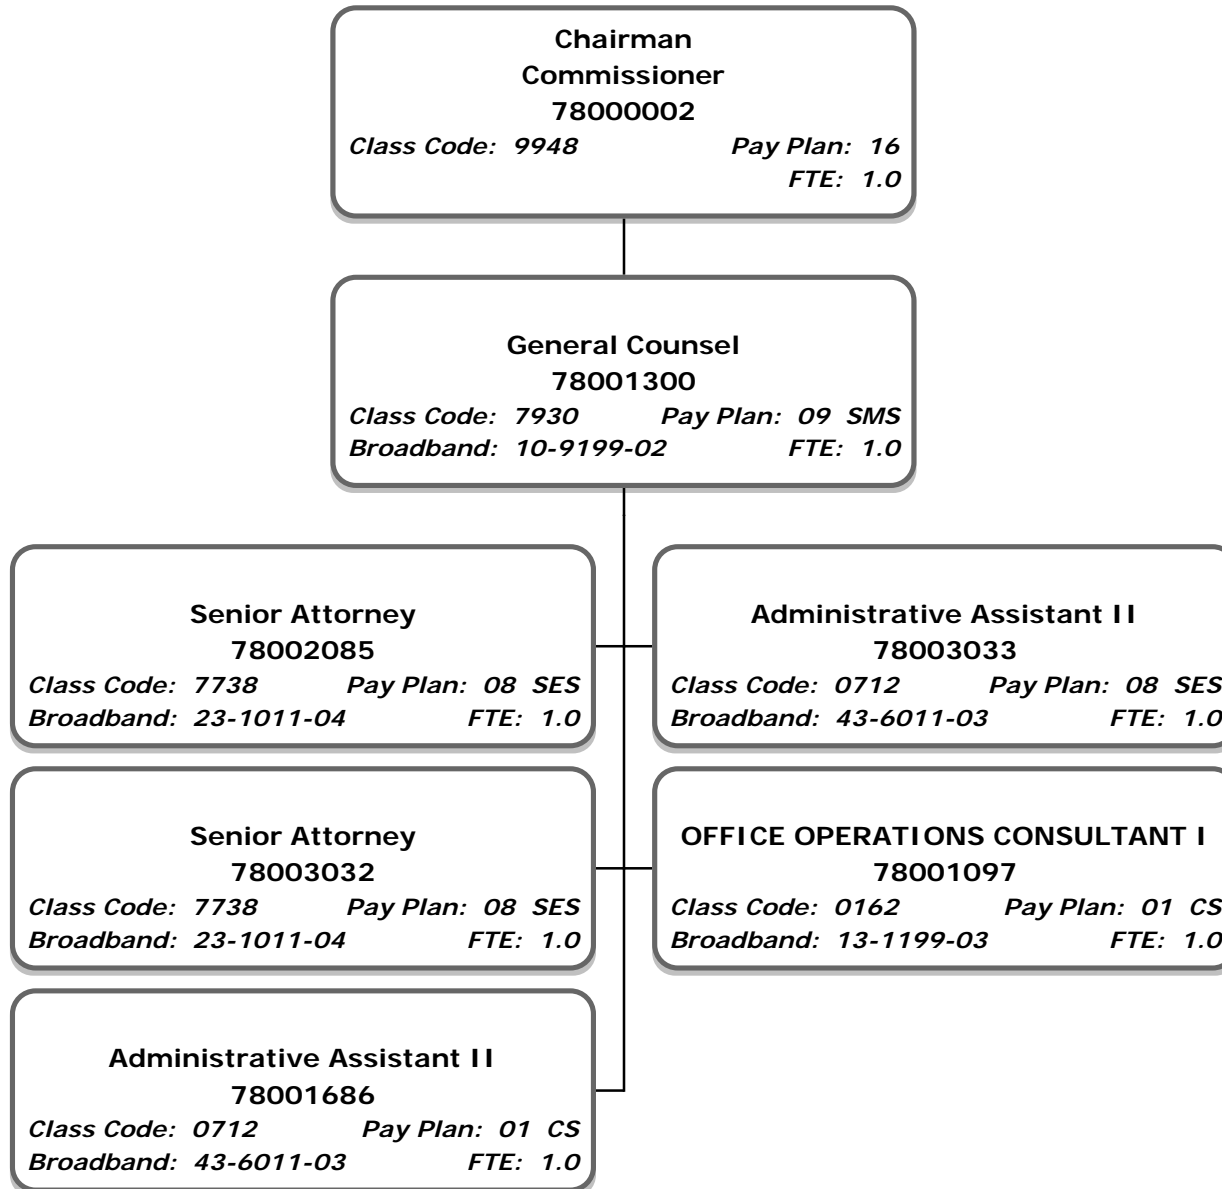 Chairman
Commissioner
78000002
Class Code: 9948 Pay Plan: 16
FTE: 1.0
General Counsel
78001300
Class Code: 7930 Pay Plan: 09 SMS
Broadband: 10-9199-02 FTE: 1.0
Senior Attorney
78002085
Class Code: 7738 Pay Plan: 08 SES
Broadband: 23-1011-04 FTE: 1.0
Administrative Assistant II
78003033
Class Code: 0712 Pay Plan: 08 SES
Broadband: 43-6011-03 FTE: 1.0
Senior Attorney
78003032
Class Code: 7738 Pay Plan: 08 SES
Broadband: 23-1011-04 FTE: 1.0
OFFICE OPERATIONS CONSULTANT I
78001097
Class Code: 0162 Pay Plan: 01 CS
Broadband: 13-1199-03 FTE: 1.0
Administrative Assistant II
78001686
Class Code: 0712 Pay Plan: 01 CS
Broadband: 43-6011-03 FTE: 1.0